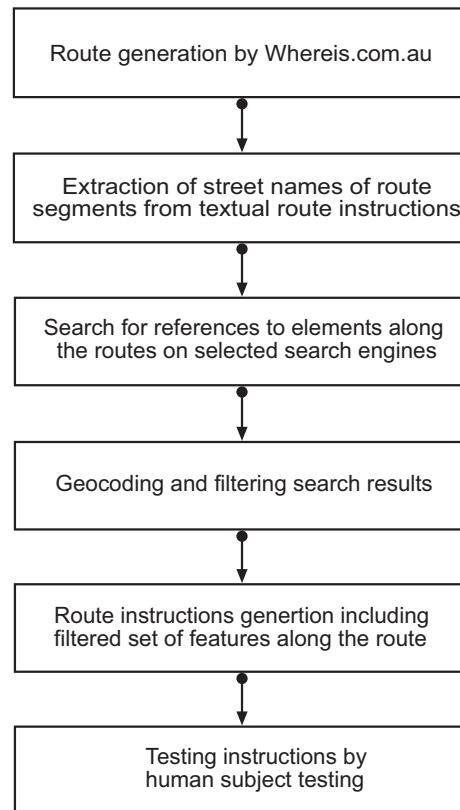 Route generation by Whereis.com.au
Extraction of street names of route
segments from textual route instructions
Search for references to elements along
the routes on selected search engines
Geocoding and filtering search results
Route instructions genertion including
filtered set of features along the route
Testing instructions by
human subject testing